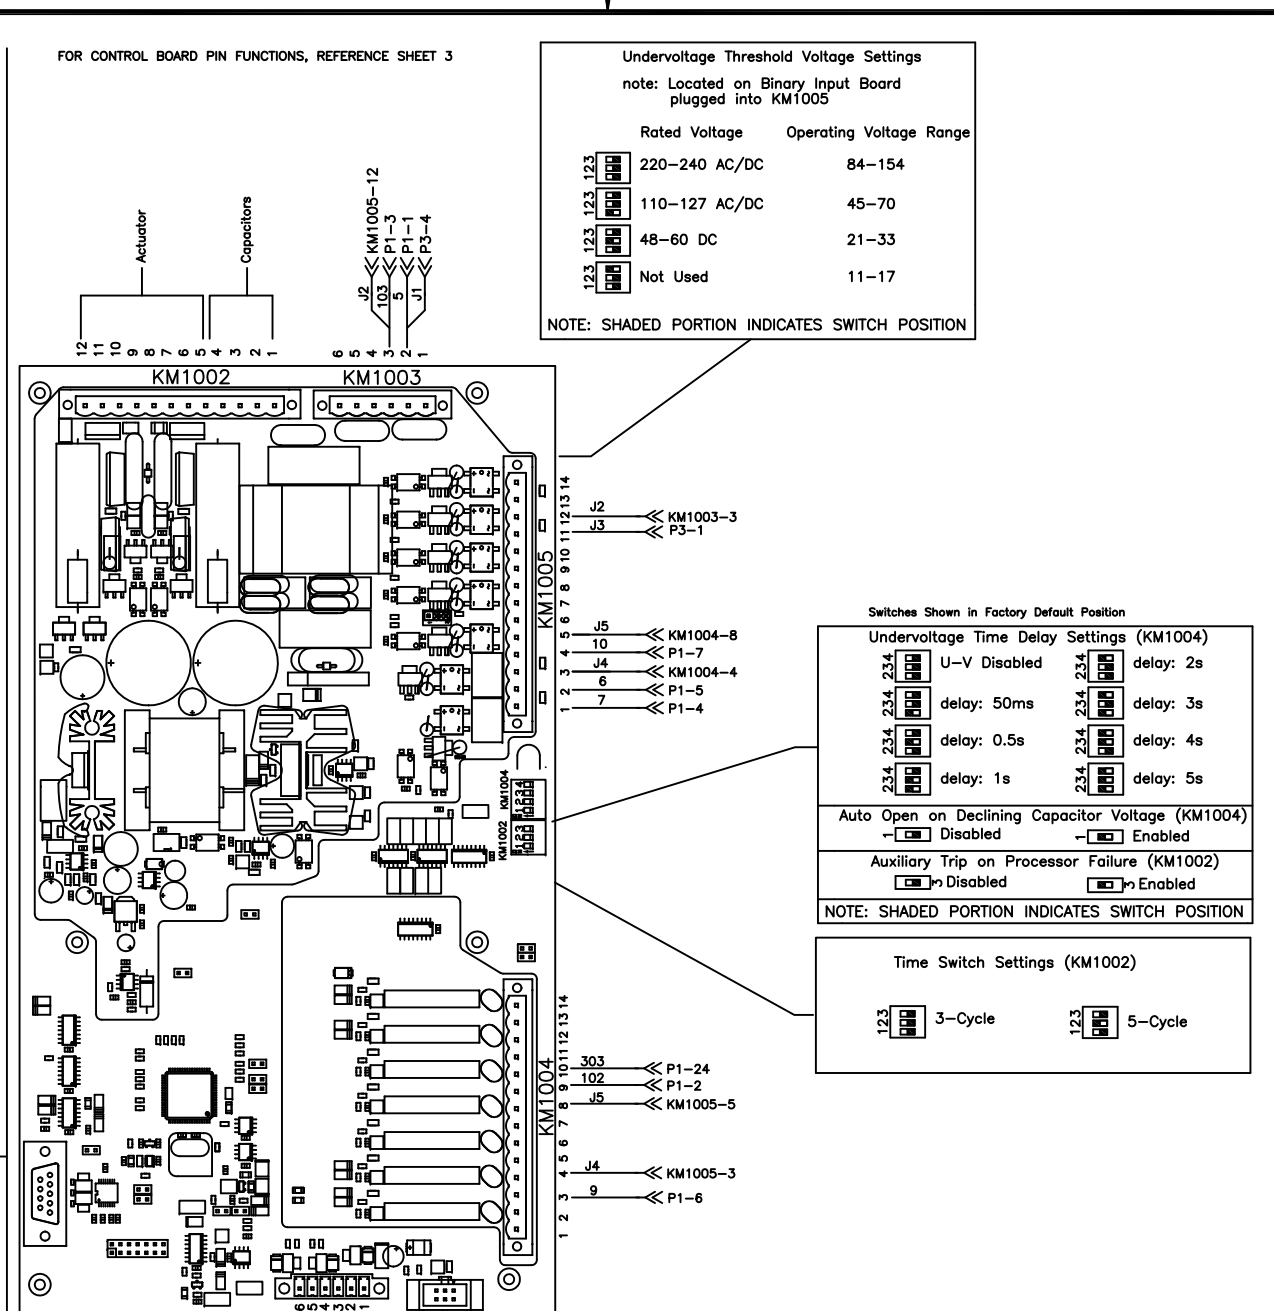 FOR CONTROL BOARD PIN FUNCTIONS, REFERENCE SHEET 3
Undervoltage Threshold Voltage Settings
note: Located on Binary Input Board
plugged into KM1005
Rated Voltage Operating Voltage Range
123 220-240 AC/DC 84-154
123 110-127 AC/DC 45-70
123 48-60 DC 21-33
123 Not Used 11-17
NOTE: SHADED PORTION INDICATES SWITCH POSITION
Actuator
Capacitors
KM1005-12
P1-3
P1-1
P3-4
J2
103
5
J1
12 11 10 9 8 7 6 5 4 3 2 1
6 5 4 3 2 1
KM1002
KM1003
KM1005
14
13
12 J2 KM1003-3
11 J3 P3-1
10
9
8
7
6
5 J5 KM1004-8
4 10 P1-7
3 J4 KM1004-4
2 6 P1-5
1 7 P1-4
KM1004
1234
KM1002
123
Switches Shown in Factory Default Position
Undervoltage Time Delay Settings (KM1004)
234 U-V Disabled 234 delay: 2s
234 delay: 50ms 234 delay: 3s
234 delay: 0.5s 234 delay: 4s
234 delay: 1s 234 delay: 5s
Auto Open on Declining Capacitor Voltage (KM1004)
1 Disabled 1 Enabled
Auxiliary Trip on Processor Failure (KM1002)
3 Disabled 3 Enabled
NOTE: SHADED PORTION INDICATES SWITCH POSITION
Time Switch Settings (KM1002)
123 3-Cycle 123 5-Cycle
KM1004
14
13
12
11
10 303 P1-24
9 102 P1-2
8 J5 KM1005-5
7
6
5
4 J4 KM1005-3
3 9 P1-6
2
1
6 5 4 3 2 1